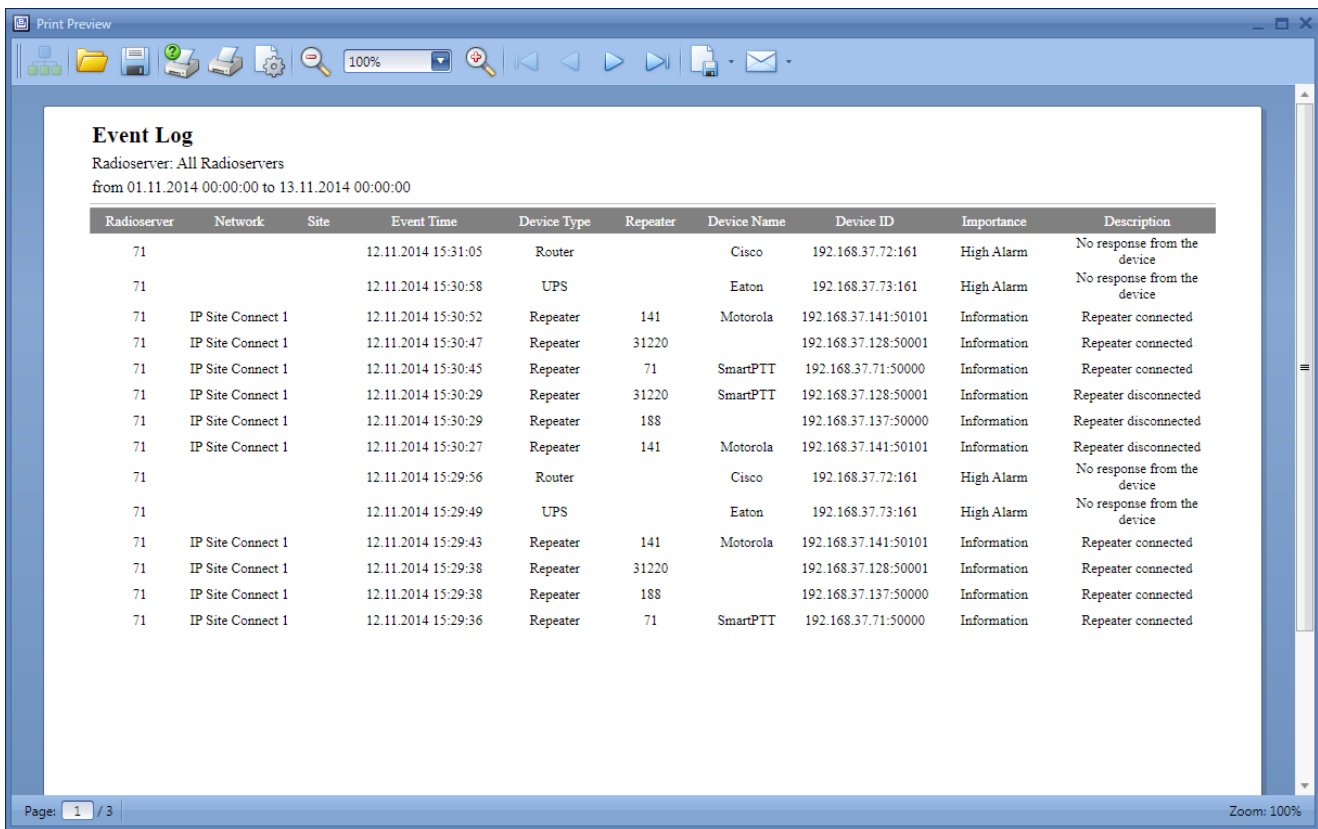 Print Preview
100%
Event Log
Radioserver: All Radioservers
from 01.11.2014 00:00:00 to 13.11.2014 00:00:00
Radioserver Network Site Event Time Device Type Repeater Device Name Device ID Importance Description
71 12.11.2014 15:31:05 Router Cisco 192.168.37.72:161 High Alarm No response from the device
71 12.11.2014 15:30:58 UPS Eaton 192.168.37.73:161 High Alarm No response from the device
71 IP Site Connect 1 12.11.2014 15:30:52 Repeater 141 Motorola 192.168.37.141:50101 Information Repeater connected
71 IP Site Connect 1 12.11.2014 15:30:47 Repeater 31220 192.168.37.128:50001 Information Repeater connected
71 IP Site Connect 1 12.11.2014 15:30:45 Repeater 71 SmartPTT 192.168.37.71:50000 Information Repeater connected
71 IP Site Connect 1 12.11.2014 15:30:29 Repeater 31220 SmartPTT 192.168.37.128:50001 Information Repeater disconnected
71 IP Site Connect 1 12.11.2014 15:30:29 Repeater 188 192.168.37.137:50000 Information Repeater disconnected
71 IP Site Connect 1 12.11.2014 15:30:27 Repeater 141 Motorola 192.168.37.141:50101 Information Repeater disconnected
71 12.11.2014 15:29:56 Router Cisco 192.168.37.72:161 High Alarm No response from the device
71 12.11.2014 15:29:49 UPS Eaton 192.168.37.73:161 High Alarm No response from the device
71 IP Site Connect 1 12.11.2014 15:29:43 Repeater 141 Motorola 192.168.37.141:50101 Information Repeater connected
71 IP Site Connect 1 12.11.2014 15:29:38 Repeater 31220 192.168.37.128:50001 Information Repeater connected
71 IP Site Connect 1 12.11.2014 15:29:38 Repeater 188 192.168.37.137:50000 Information Repeater connected
71 IP Site Connect 1 12.11.2014 15:29:36 Repeater 71 SmartPTT 192.168.37.71:50000 Information Repeater connected
Page: 1 / 3 Zoom: 100%